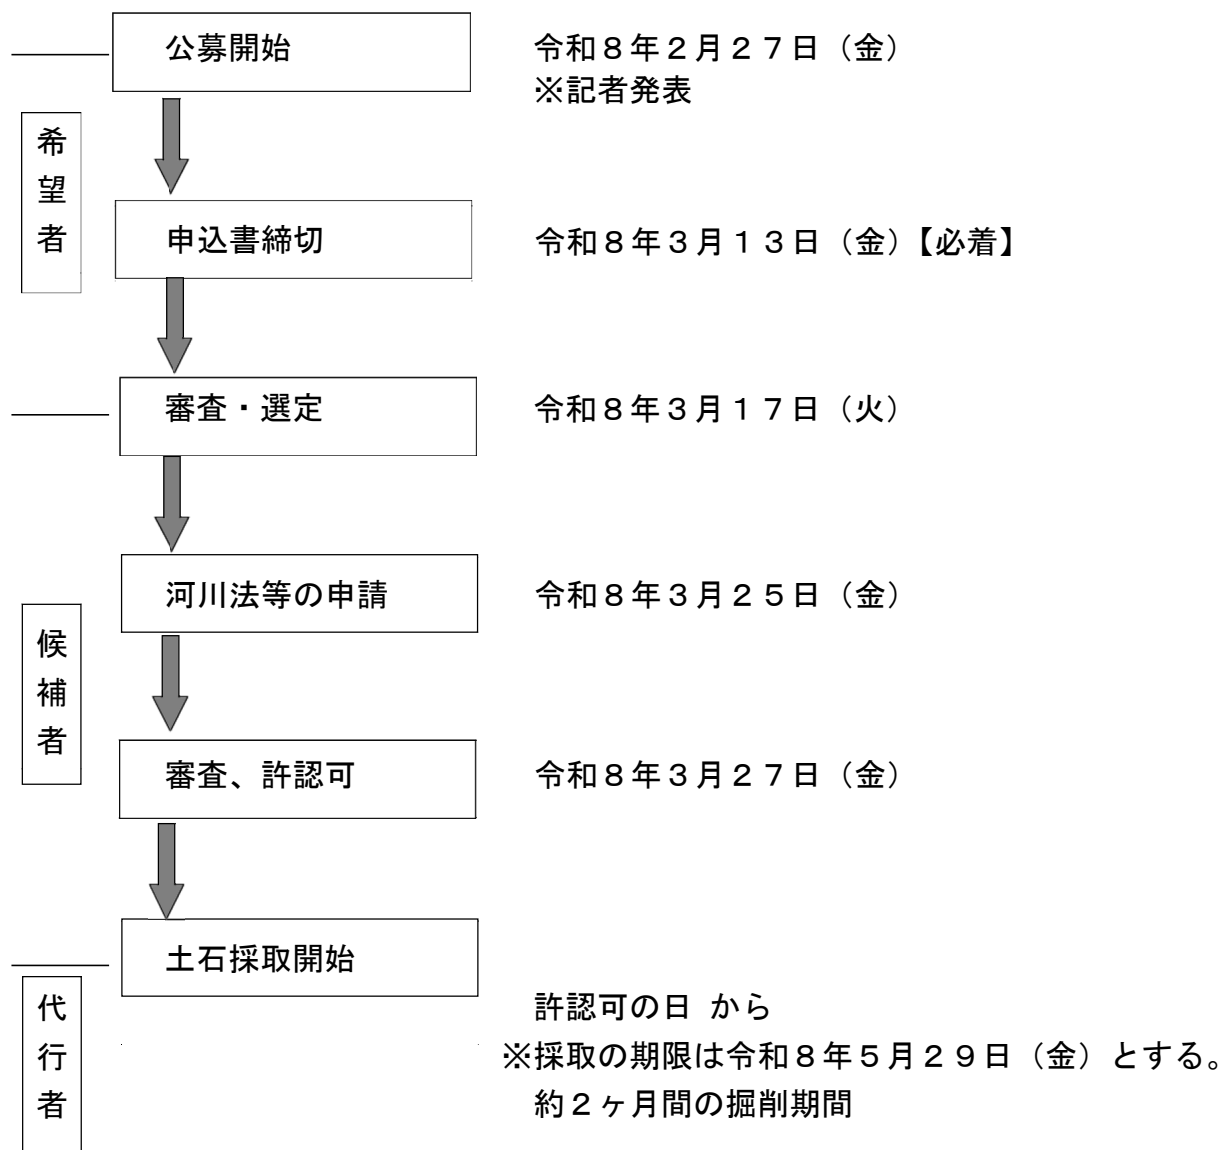 公募開始
令和８年２月２７日（金）
※記者発表
希望者
申込書締切
令和８年３月１３日（金）【必着】
審査・選定
令和８年３月１７日（火）
河川法等の申請
令和８年３月２５日（金）
候補者
審査、許認可
令和８年３月２７日（金）
土石採取開始
代行者
許認可の日 から
※採取の期限は令和８年５月２９日（金）とする。
約２ヶ月間の掘削期間